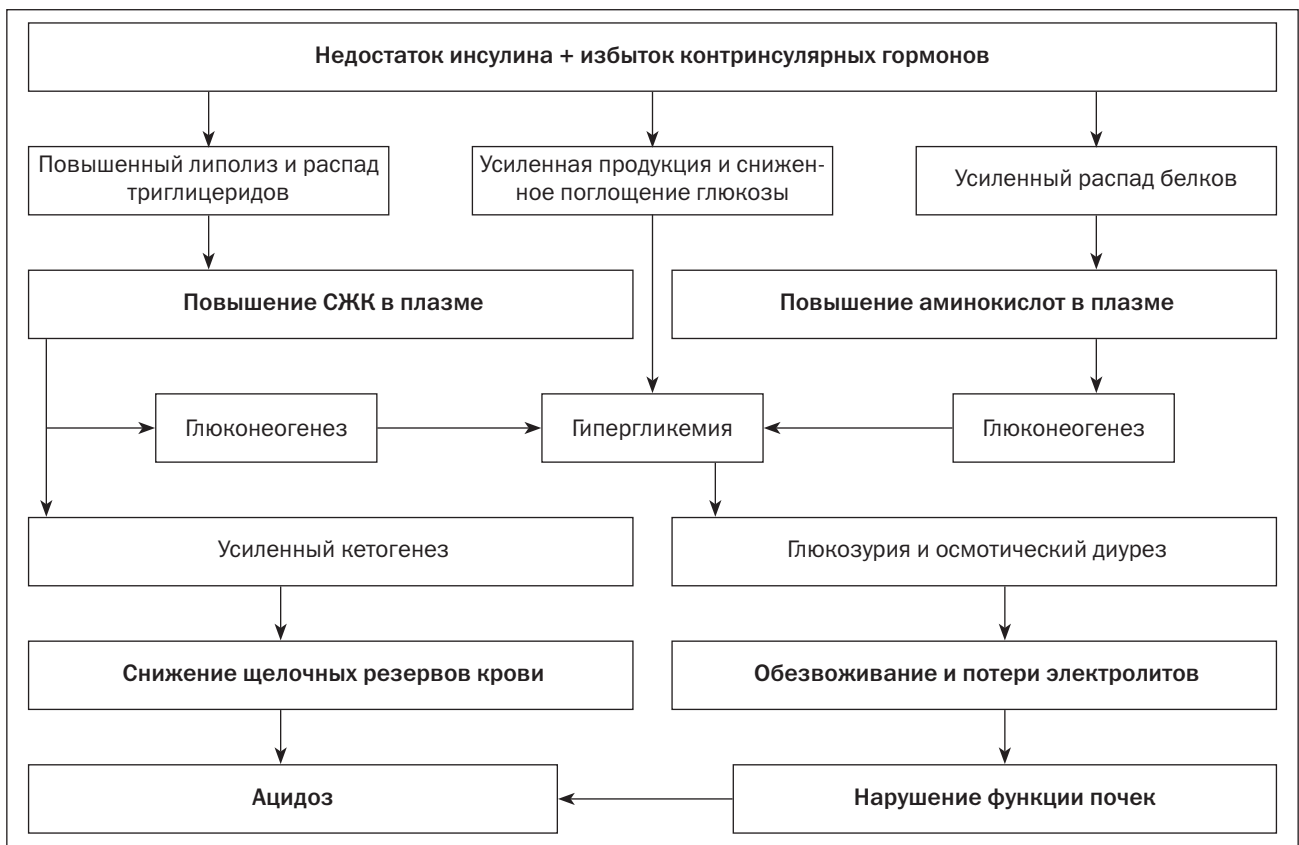 Недостаток инсулина + избыток контринсулярных гормонов
Повышенный липолиз и распад
триглицеридов
Усиленная продукция и снижен-
ное поглощение глюкозы
Усиленный распад белков
Повышение СЖК в плазме
Повышение аминокислот в плазме
Глюконеогенез
Гипергликемия
Глюконеогенез
Усиленный кетогенез
Глюкозурия и осмотический диурез
Снижение щелочных резервов крови
Обезвоживание и потери электролитов
Ацидоз
Нарушение функции почек